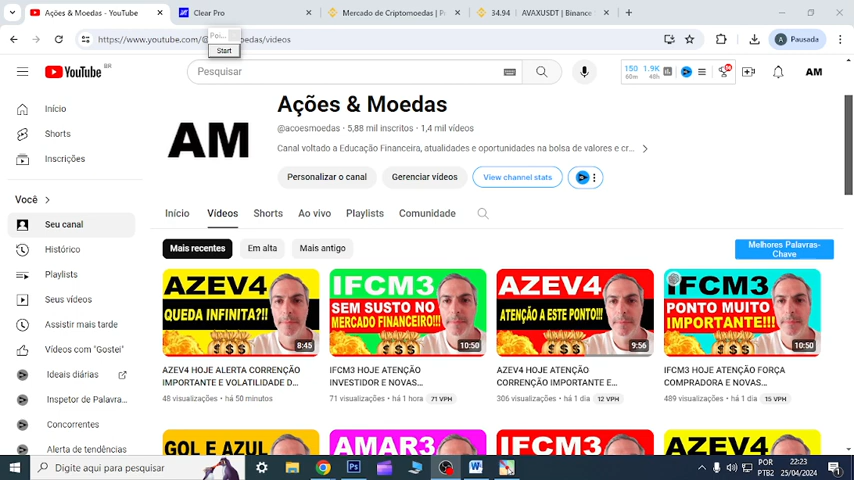 Ações & Moedas - YouTube
Clear Pro
Mercado de Criptomoedas | P
34.94 | AVAXUSDT | Binance
https://www.youtube.com/@
oedas/videos
Poi...
Start
Pausada
YouTube BR
Pesquisar
150 1.9K
60m 48h
AM
Início
Shorts
Inscrições
Você
Seu canal
Histórico
Playlists
Seus vídeos
Assistir mais tarde
Vídeos com "Gostei"
Ideais diárias
Inspetor de Palavra...
Concorrentes
Alerta de tendências
AM
Ações & Moedas
@acoesmoedas · 5,88 mil inscritos · 1,4 mil vídeos
Canal voltado a Educação Financeira, atualidades e oportunidades na bolsa de valores e cr...
Personalizar o canal
Gerenciar vídeos
View channel stats
Início Vídeos Shorts Ao vivo Playlists Comunidade
Mais recentes
Em alta
Mais antigo
Melhores Palavras-
Chave
AZEV4
QUEDA INFINITA?!!
$$$
8:45
AZEV4 HOJE ALERTA CORRENÇÃO
IMPORTANTE E VOLATILIDADE D...
48 visualizações • há 50 minutos
IFCM3
SEM SUSTO NO
MERCADO FINANCEIRO!!!
$$$
10:50
IFCM3 HOJE ATENÇÃO
INVESTIDOR E NOVAS...
71 visualizações • há 1 hora
71 VPH
AZEV4
ATENÇÃO A ESTE PONTO!!!
$$$
9:56
AZEV4 HOJE ATENÇÃO
CORRENÇÃO IMPORTANTE E...
306 visualizações • há 1 dia
12 VPH
IFCM3
PONTO MUITO
IMPORTANTE!!!
$$$
10:50
IFCM3 HOJE ATENÇÃO FORÇA
COMPRADORA E NOVAS...
489 visualizações • há 1 dia
15 VPH
GOL E AZUL
AMAR3
IFCM3
AZEV4
Digite aqui para pesquisar
POR
PTB2
22:23
25/04/2024